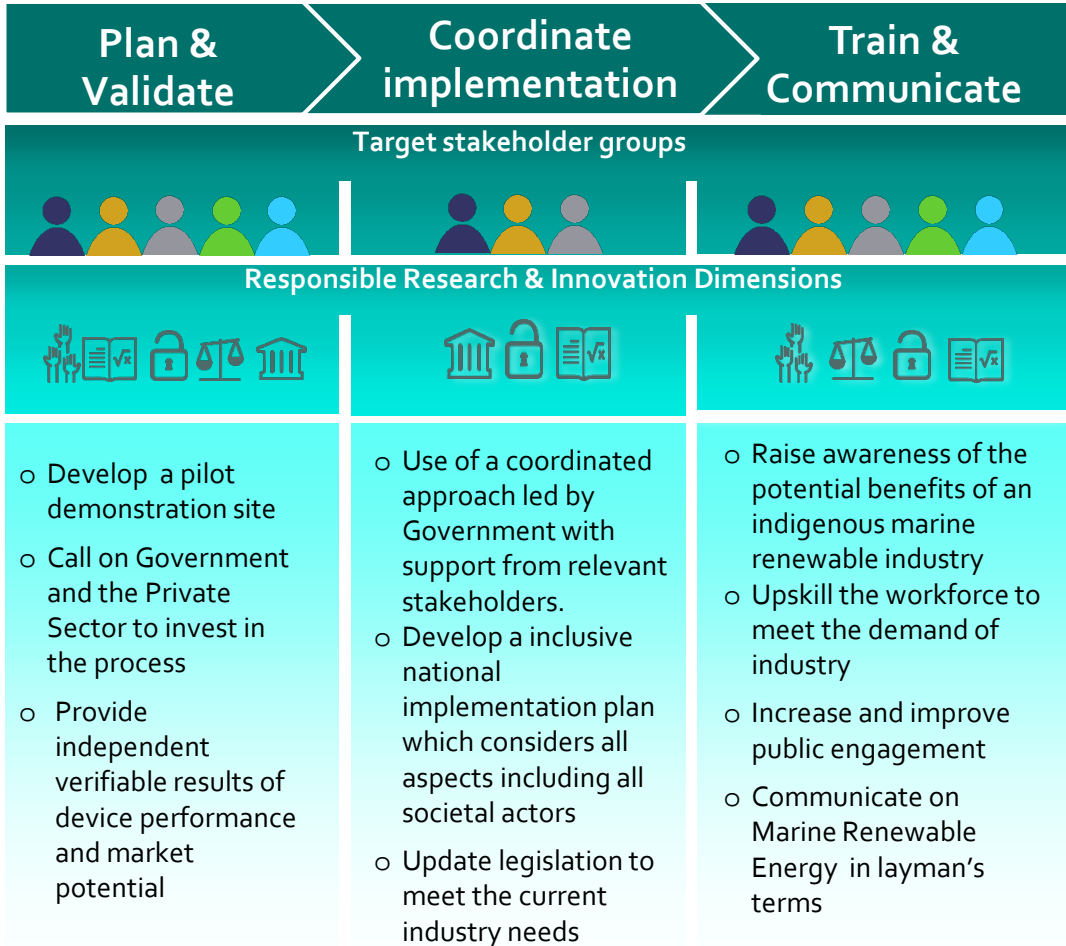 Plan &
Validate
Coordinate
implementation
Train &
Communicate
Target stakeholder groups
Responsible Research & Innovation Dimensions
√x
√x
√x
o Develop a pilot
demonstration site
o Call on Government
and the Private
Sector to invest in
the process
o Provide
independent
verifiable results of
device performance
and market
potential
o Use of a coordinated
approach led by
Government with
support from relevant
stakeholders.
o Develop a inclusive
national
implementation plan
which considers all
aspects including all
societal actors
o Update legislation to
meet the current
industry needs
o Raise awareness of the
potential benefits of an
indigenous marine
renewable industry
o Upskill the workforce to
meet the demand of
industry
o Increase and improve
public engagement
o Communicate on
Marine Renewable
Energy in layman's
terms